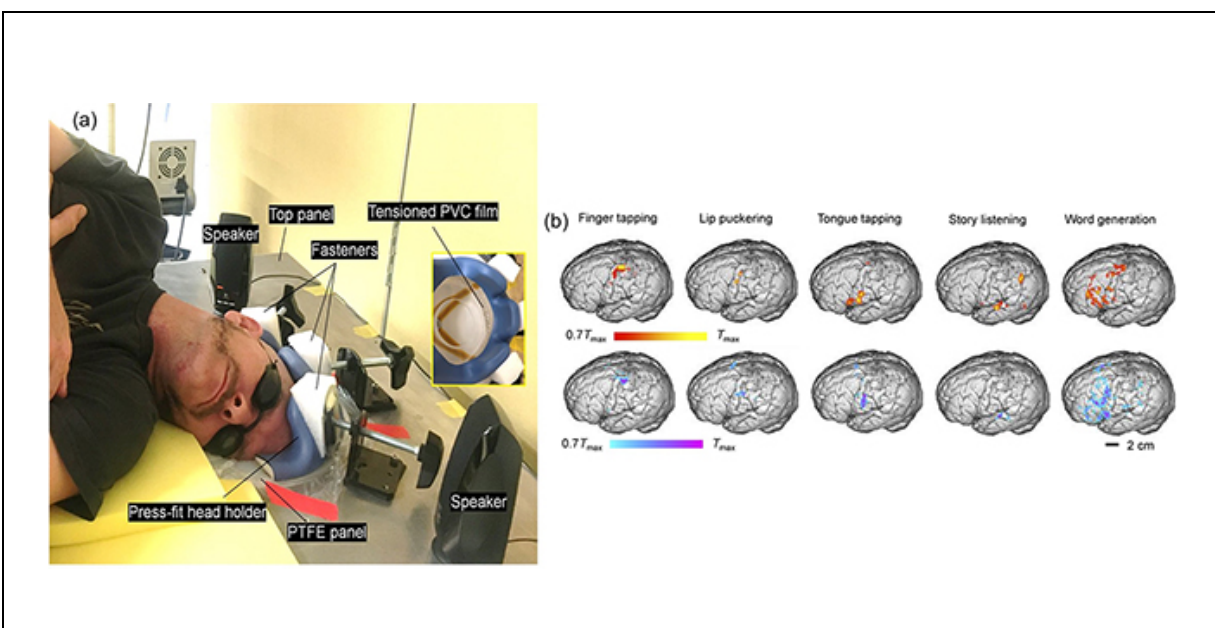 (a)
Top panel
Tensioned PVC film
Speaker
Fasteners
Press-fit head holder
PTFE panel
Speaker
(b)
Finger tapping
Lip puckering
Tongue tapping
Story listening
Word generation
0.7Tmax
Tmax
0.7Tmax
Tmax
2 cm